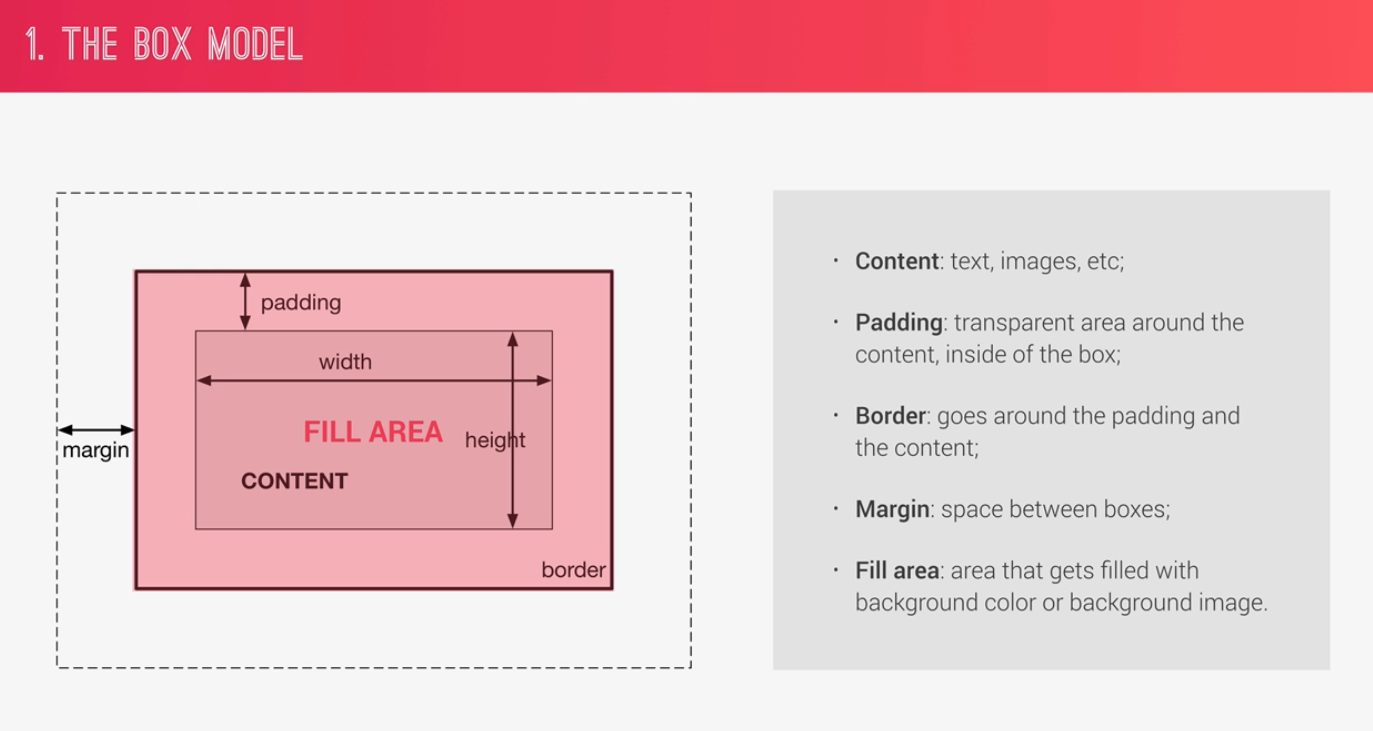 1. THE BOX MODEL
padding
width
FILL AREA
height
margin
CONTENT
border
· Content: text, images, etc;
· Padding: transparent area around the
content, inside of the box;
· Border: goes around the padding and
the content;
· Margin: space between boxes;
· Fill area: area that gets filled with
background color or background image.